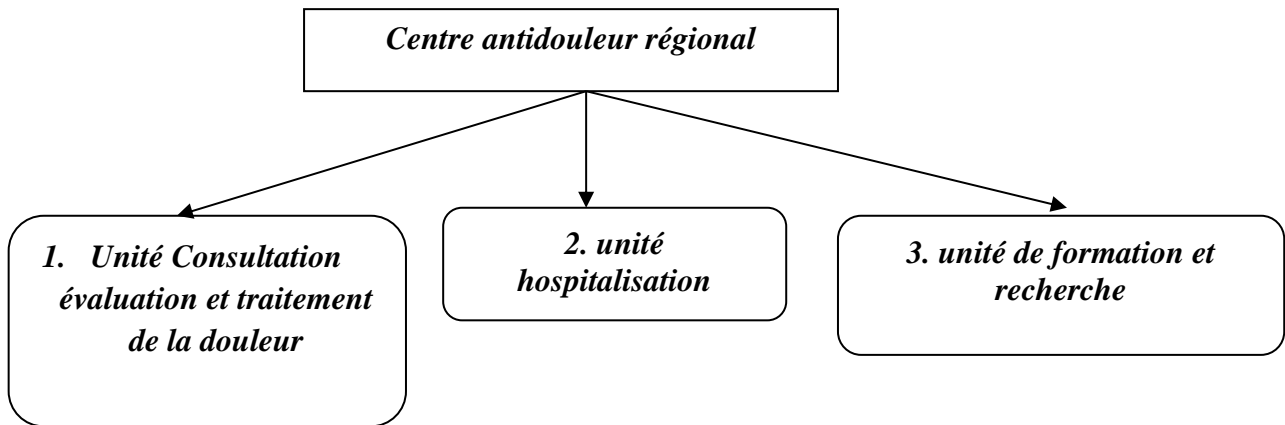 Centre antidouleur régional
1. Unité Consultation
évaluation et traitement
de la douleur
2. unité
hospitalisation
3. unité de formation et
recherche